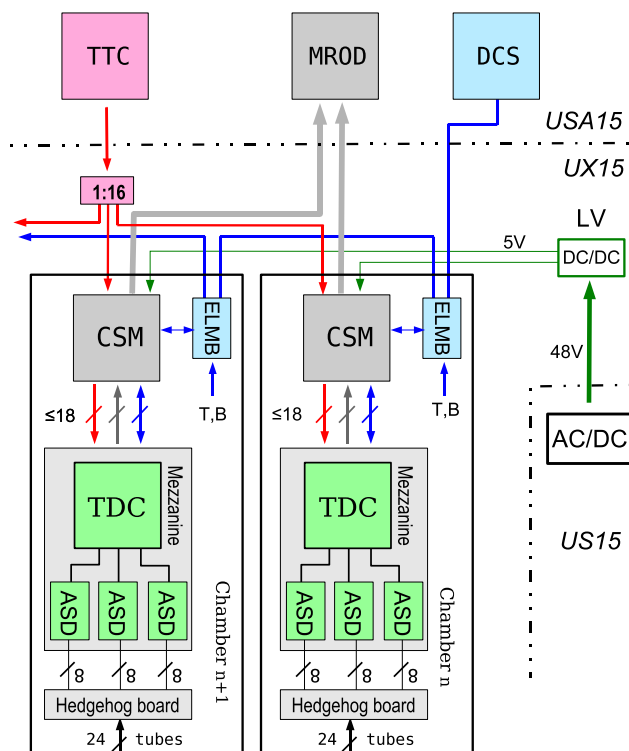 TTC
MROD
DCS
USA15
UX15
1:16
LV
5V
DC/DC
CSM
ELMB
CSM
ELMB
48V
≤18
T,B
≤18
T,B
AC/DC
TDC
Mezzanine
TDC
Mezzanine
US15
ASD
ASD
ASD
Chamber n+1
ASD
ASD
ASD
Chamber n
8
8
8
8
8
8
Hedgehog board
Hedgehog board
24 tubes
24 tubes